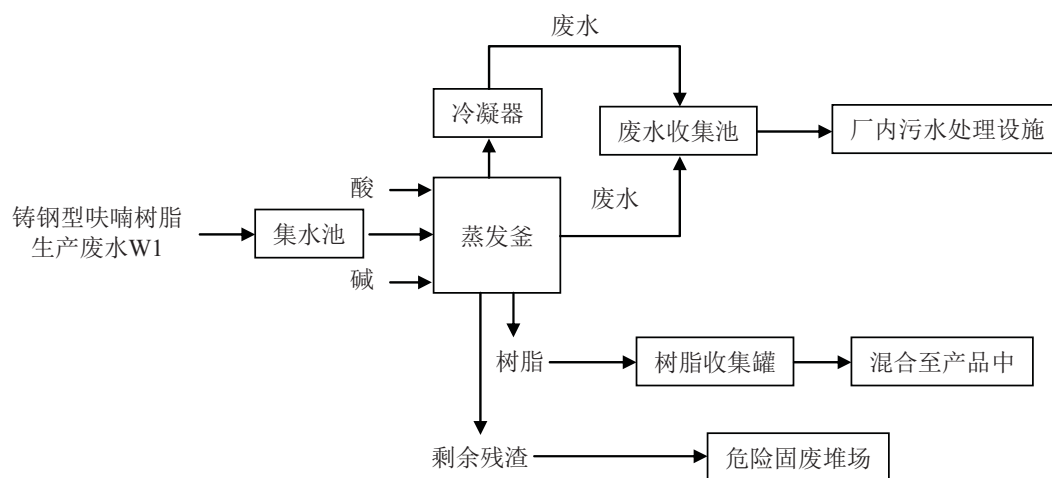 废水
冷凝器
废水收集池
厂内污水处理设施
酸
废水
铸钢型呋喃树脂
生产废水W1
集水池
蒸发釜
碱
树脂
树脂收集罐
混合至产品中
剩余残渣
危险固废堆场